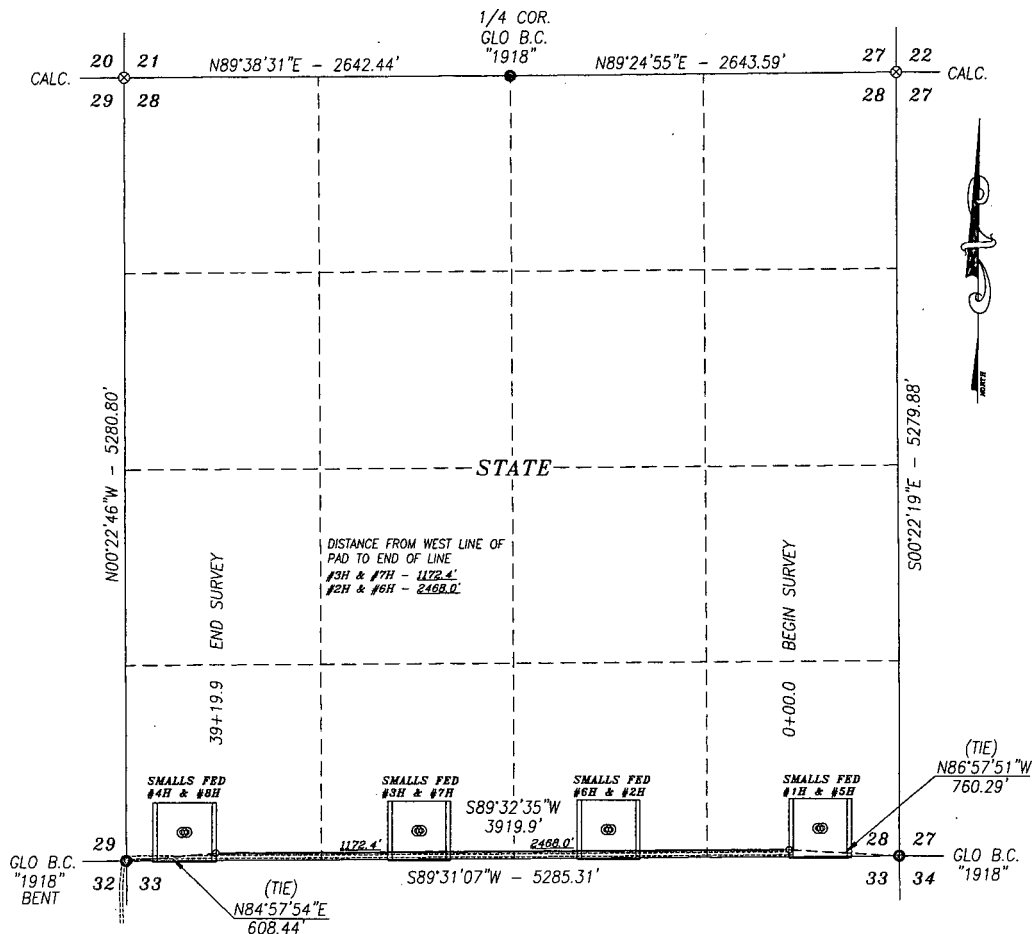 1/4 COR.
GLO B.C.
"1918"
20 21
N89°38'31"E - 2642.44'
N89°24'55"E - 2643.59'
27 22
CALC.
CALC.
29 28
28 27
NORTH
N00°22'46"W - 5280.80'
S00°22'19"E - 5279.88'
STATE
DISTANCE FROM WEST LINE OF
PAD TO END OF LINE
#3H & #7H - 1172.4'
#2H & #6H - 2468.0'
39+19.9 END SURVEY
0+00.0 BEGIN SURVEY
(TIE)
N86°57'51"W
760.29'
SMALLS FED
#4H & #8H
SMALLS FED
#3H & #7H
SMALLS FED
#6H & #2H
SMALLS FED
#1H & #5H
S89°32'35"W
3919.9'
1172.4'
2468.0'
29
28 27
GLO B.C.
"1918"
BENT
32 33
S89°31'07"W - 5285.31'
33 34
GLO B.C.
"1918"
(TIE)
N84°57'54"E
608.44'